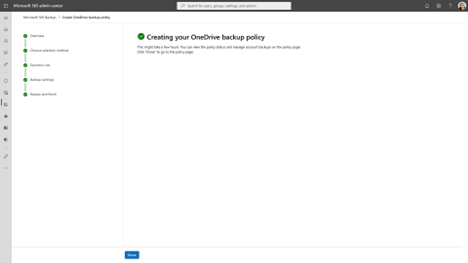 Microsoft 365 admin center
Search for users, groups, settings, and actions
Microsoft 365 Backup > Create OneDrive backup policy
Overview
Choose selection method
Dynamic rule
Backup settings
Review and finish
Creating your OneDrive backup policy
This might take a few hours. You can view the policy status and manage account backups on the policy page.
Click "Done" to go to the policy page.
Done